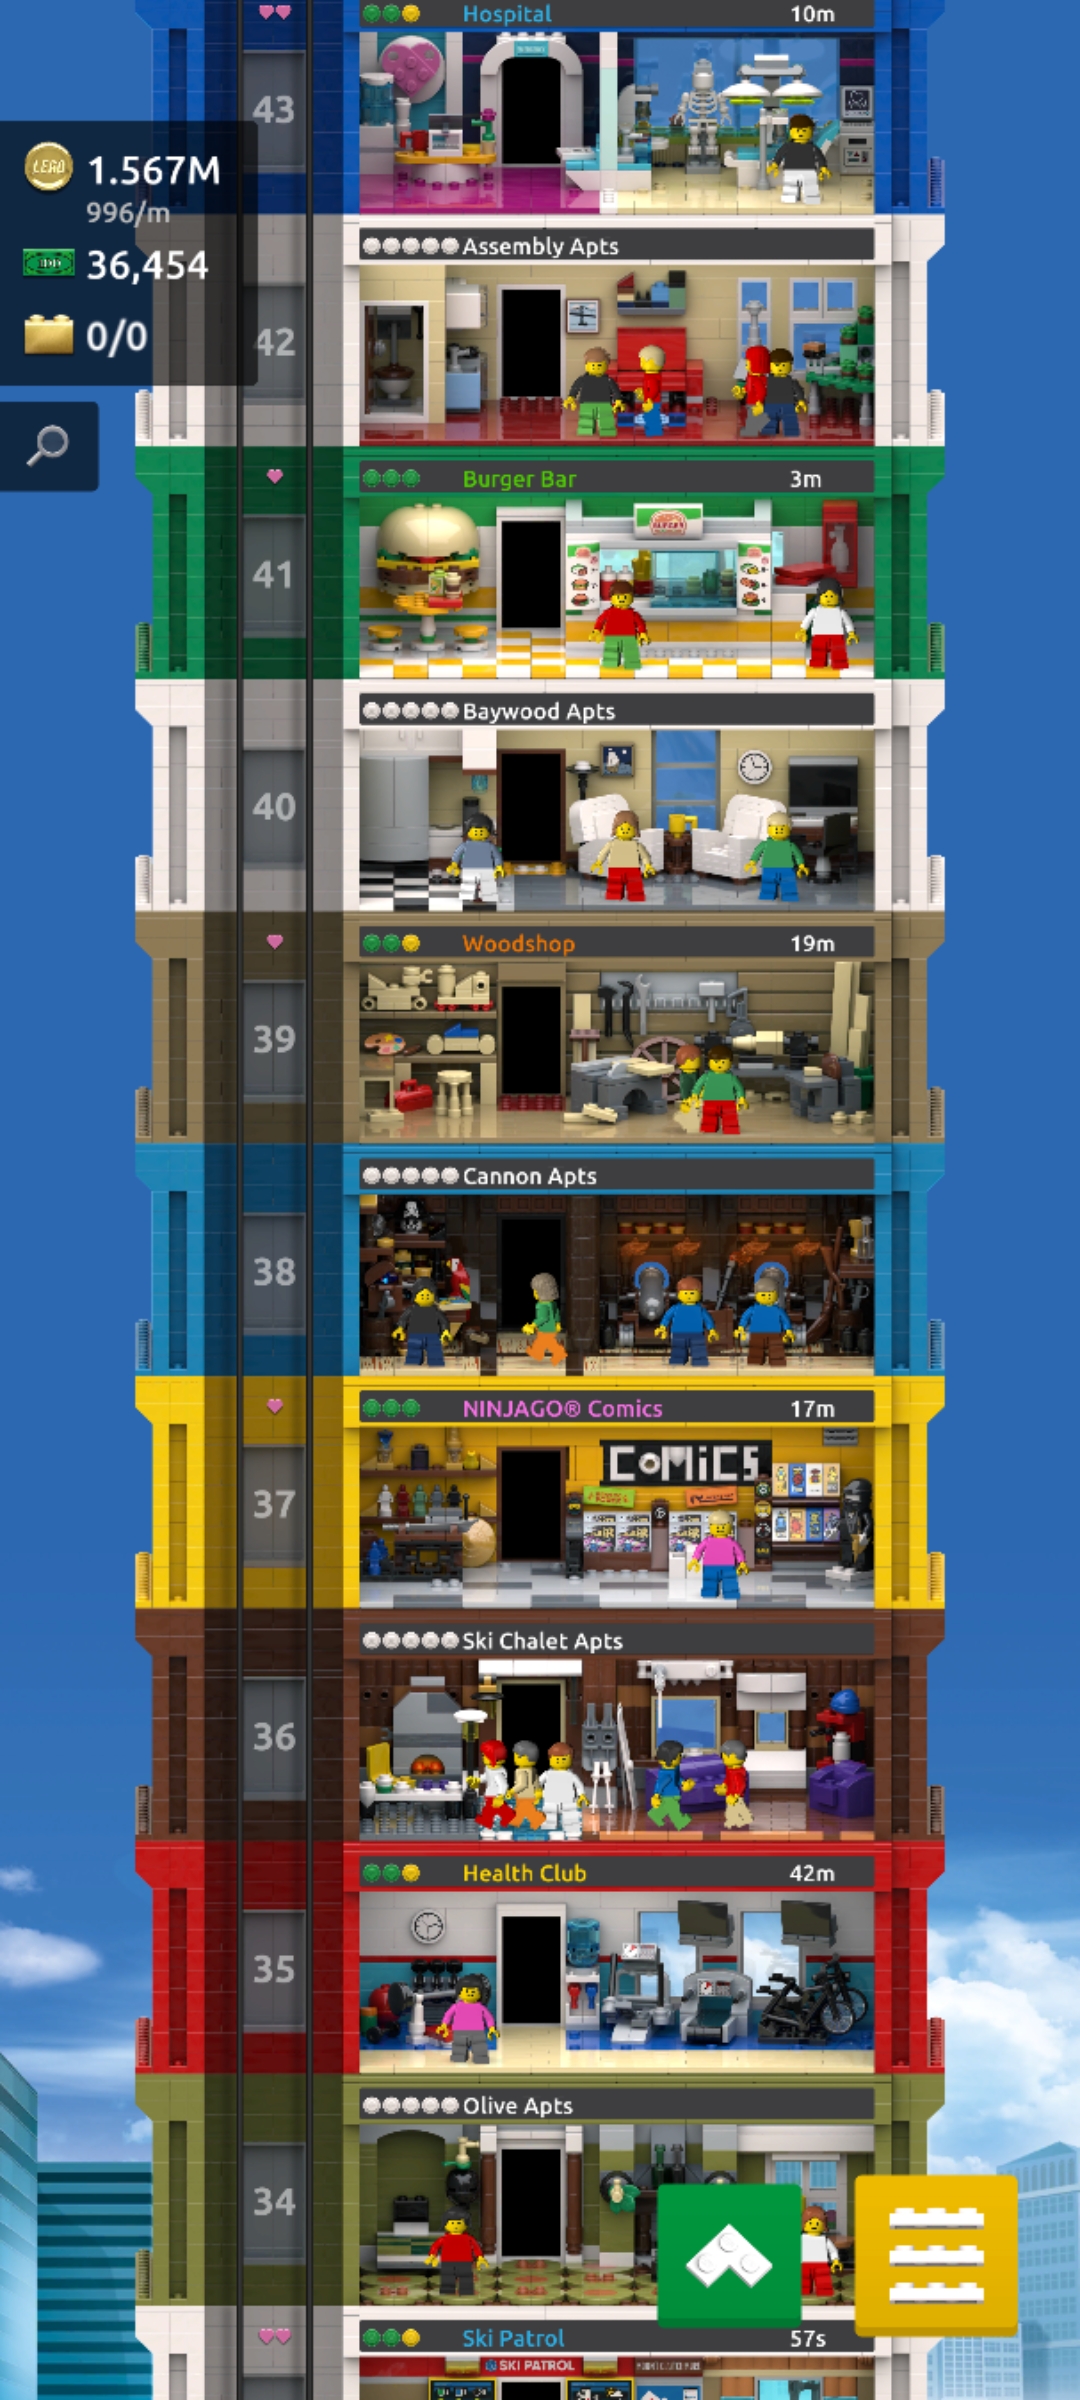 Hospital 10m
43
LEGO 1.567M
996/m
36,454
0/0
Assembly Apts
42
Burger Bar 3m
41
Baywood Apts
40
Woodshop 19m
39
Cannon Apts
38
NINJAGO® Comics 17m
COMiCS
37
Ski Chalet Apts
36
Health Club 42m
35
Olive Apts
34
Ski Patrol 57s
SKI PATROL